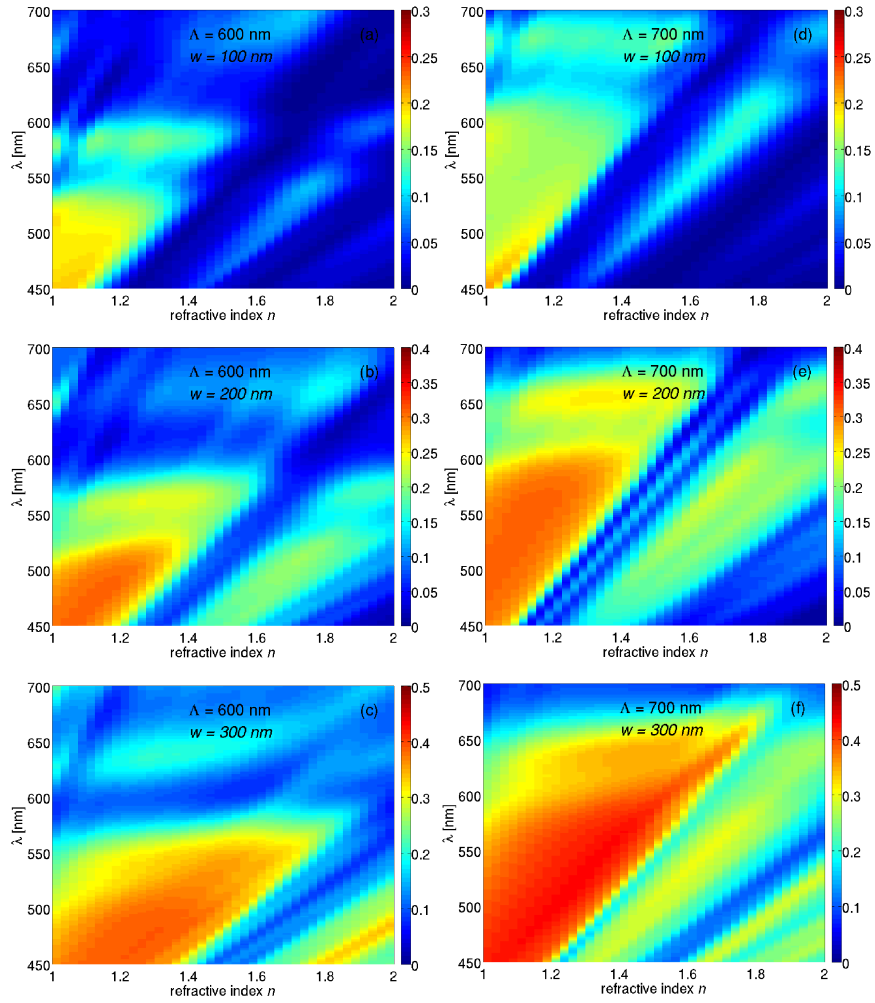 700
650
600
550
500
450
λ [nm]
Λ = 600 nm
w = 100 nm
(a)
1 1.2 1.4 1.6 1.8 2
refractive index n
0.3
0.25
0.2
0.15
0.1
0.05
0
700
650
600
550
500
450
λ [nm]
Λ = 700 nm
w = 100 nm
(d)
1 1.2 1.4 1.6 1.8 2
refractive index n
0.3
0.25
0.2
0.15
0.1
0.05
0
700
650
600
550
500
450
λ [nm]
Λ = 600 nm
w = 200 nm
(b)
1 1.2 1.4 1.6 1.8 2
refractive index n
0.4
0.35
0.3
0.25
0.2
0.15
0.1
0.05
0
700
650
600
550
500
450
λ [nm]
Λ = 700 nm
w = 200 nm
(e)
1 1.2 1.4 1.6 1.8 2
refractive index n
0.4
0.35
0.3
0.25
0.2
0.15
0.1
0.05
0
700
650
600
550
500
450
λ [nm]
Λ = 600 nm
w = 300 nm
(c)
1 1.2 1.4 1.6 1.8 2
refractive index n
0.5
0.4
0.3
0.2
0.1
0
700
650
600
550
500
450
λ [nm]
Λ = 700 nm
w = 300 nm
(f)
1 1.2 1.4 1.6 1.8 2
refractive index n
0.5
0.4
0.3
0.2
0.1
0